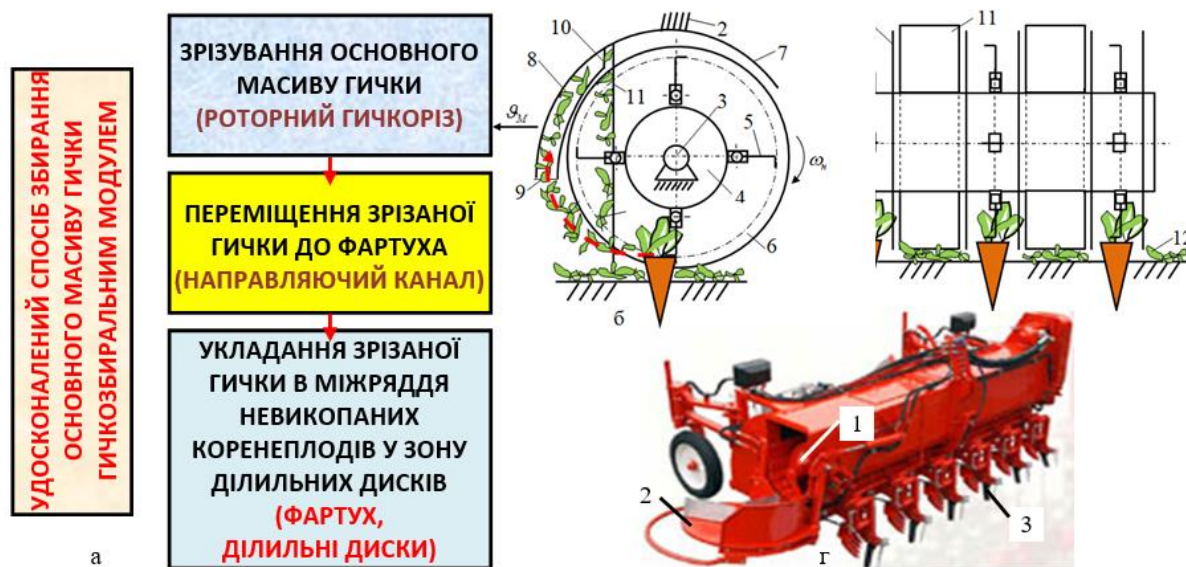 УДОСКОНАЛЕНИЙ СПОСІБ ЗБИРАННЯ
ОСНОВНОГО МАСИВУ ГИЧКИ
ГИЧКОЗБИРАЛЬНИМ МОДУЛЕМ
а
ЗРІЗУВАННЯ ОСНОВНОГО
МАСИВУ ГИЧКИ
(РОТОРНИЙ ГИЧКОРІЗ)
ПЕРЕМІЩЕННЯ ЗРІЗАНОЇ
ГИЧКИ ДО ФАРТУХА
(НАПРАВЛЯЮЧИЙ КАНАЛ)
УКЛАДАННЯ ЗРІЗАНОЇ
ГИЧКИ В МІЖРЯДДЯ
НЕВИКОПАНИХ
КОРЕНЕПЛОДІВ У ЗОНУ
ДІЛИЛЬНИХ ДИСКІВ
(ФАРТУХ,
ДІЛИЛЬНІ ДИСКИ)
2
10
7
8
11
3
5
ϑм
ωн
4
9
6
б
11
12
1
2
3
г